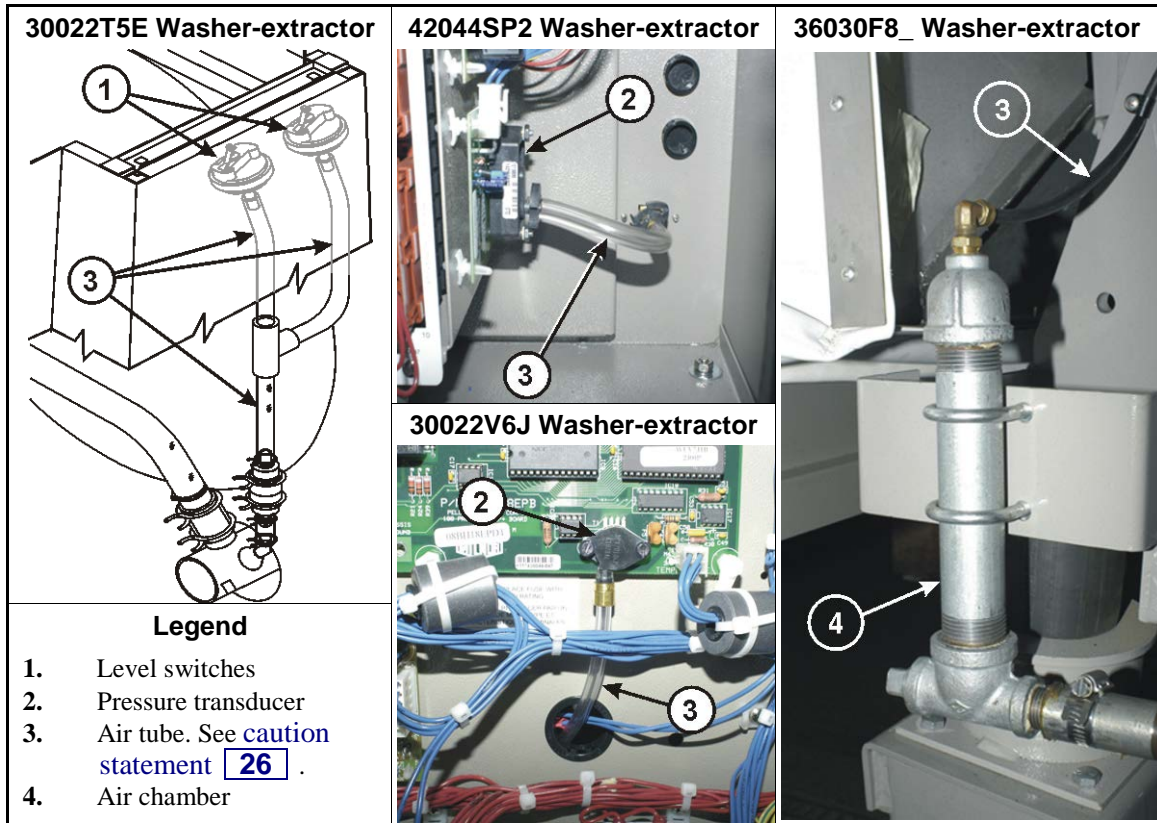 30022T5E Washer-extractor
1
3
Legend
1. Level switches
2. Pressure transducer
3. Air tube. See caution
statement 26 .
4. Air chamber
42044SP2 Washer-extractor
2
3
30022V6J Washer-extractor
2
3
36030F8_ Washer-extractor
3
4